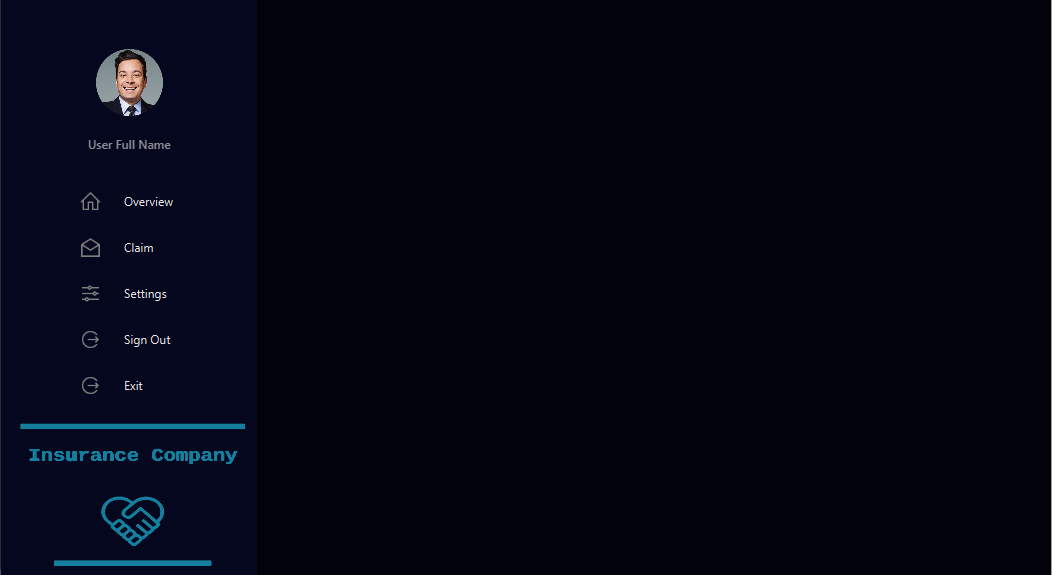 User Full Name
Overview
Claim
Settings
Sign Out
Exit
Insurance Company